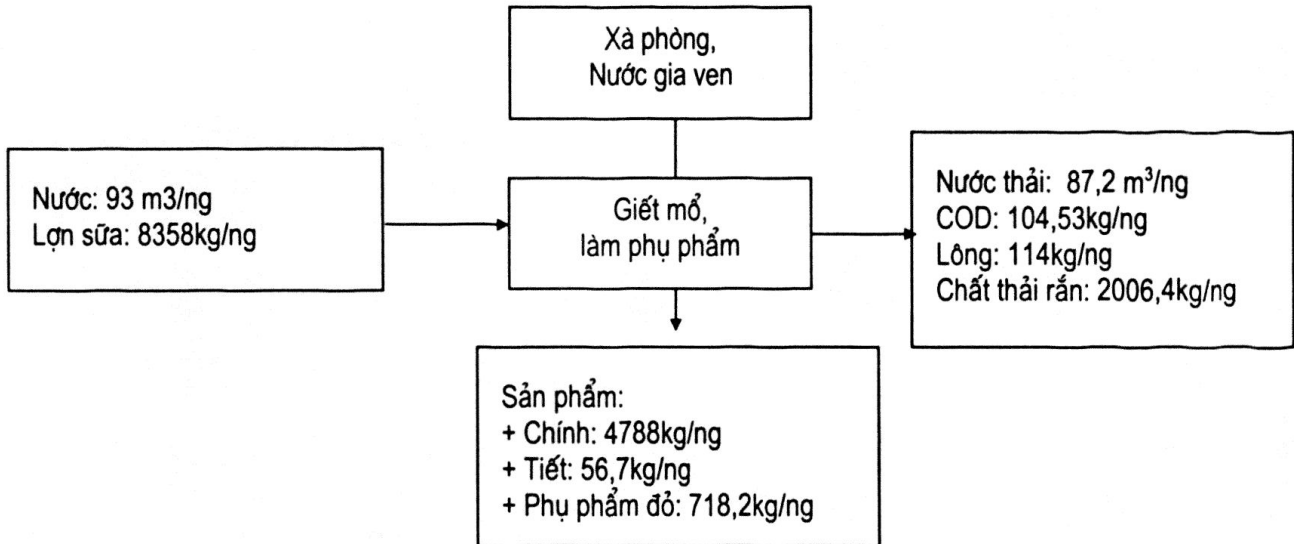 Xà phòng,
Nước gia ven
Nước: 93 m3/ng
Lợn sữa: 8358kg/ng
Giết mổ,
làm phụ phẩm
Nước thải: 87,2 m³/ng
COD: 104,53kg/ng
Lông: 114kg/ng
Chất thải rắn: 2006,4kg/ng
Sản phẩm:
+ Chính: 4788kg/ng
+ Tiết: 56,7kg/ng
+ Phụ phẩm đỏ: 718,2kg/ng